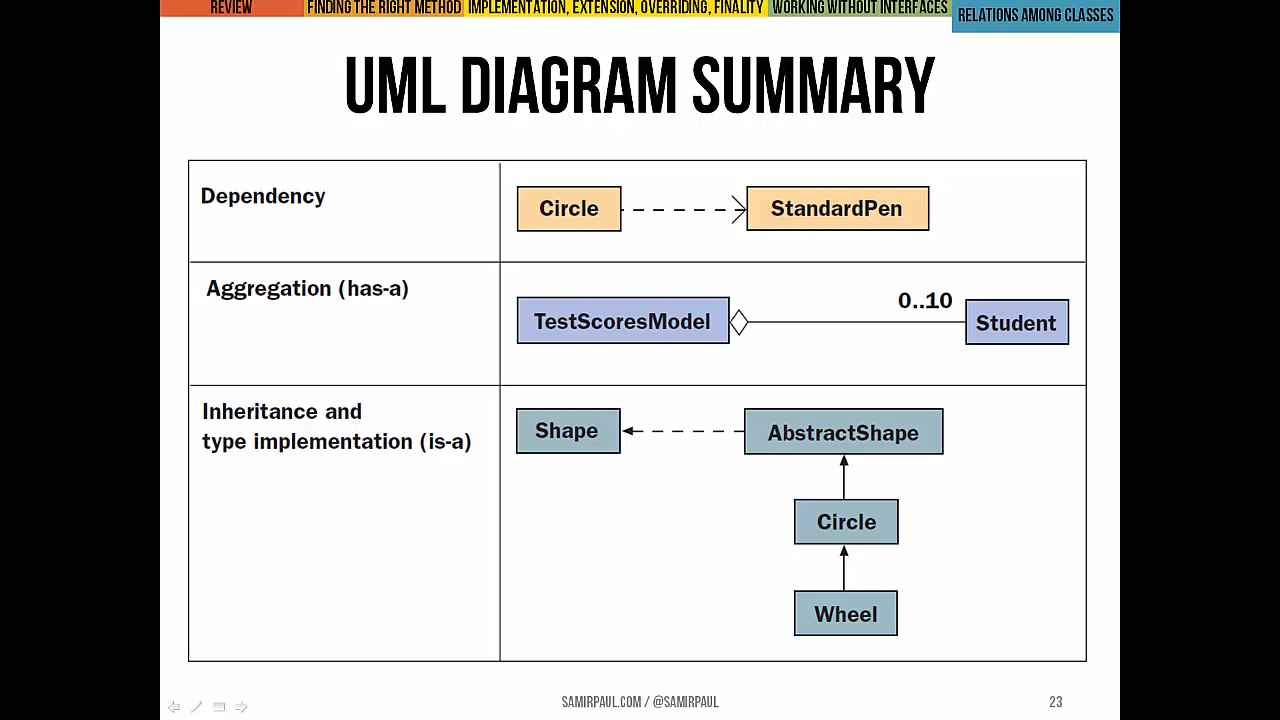 REVIEW
FINDING THE RIGHT METHOD
IMPLEMENTATION, EXTENSION, OVERRIDING, FINALITY
WORKING WITHOUT INTERFACES
RELATIONS AMONG CLASSES
UML DIAGRAM SUMMARY
Dependency
Circle
StandardPen
Aggregation (has-a)
TestScoresModel
0..10
Student
Inheritance and
type implementation (is-a)
Shape
AbstractShape
Circle
Wheel
SAMIRPAUL.COM / @SAMIRPAUL
23